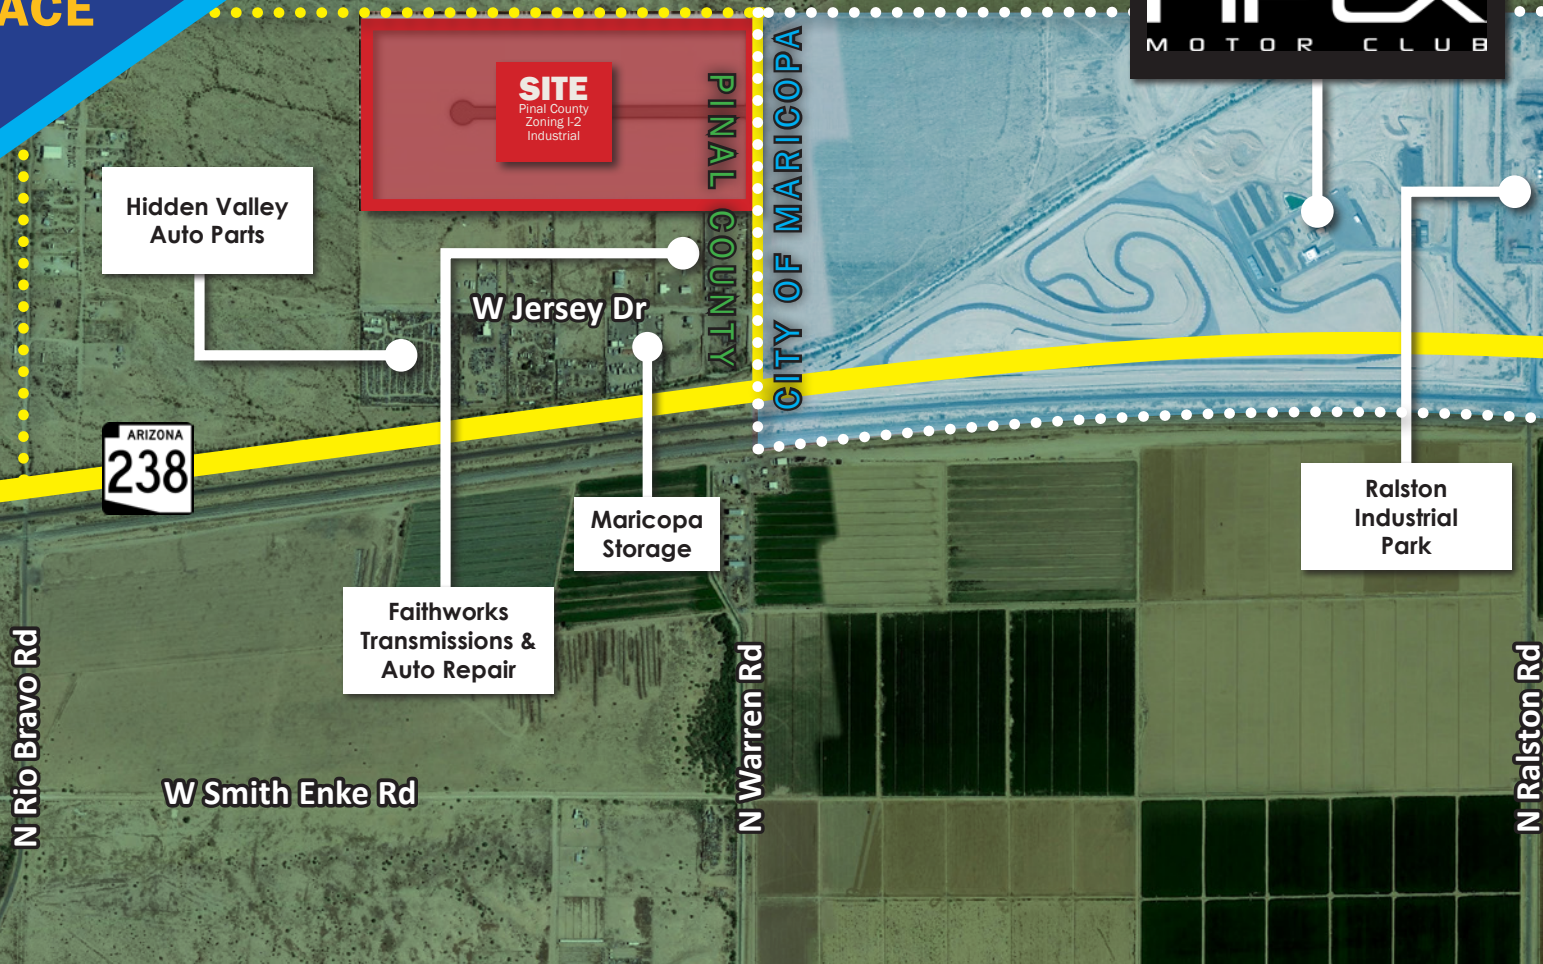 MOTOR CLUB
SITE
Pinal County
Zoning I-2
Industrial
PINAL COUNTY
CITY OF MARICOPA
Hidden Valley
Auto Parts
W Jersey Dr
ARIZONA
238
Maricopa
Storage
Ralston
Industrial
Park
Faithworks
Transmissions &
Auto Repair
N Rio Bravo Rd
W Smith Enke Rd
N Warren Rd
N Ralston Rd